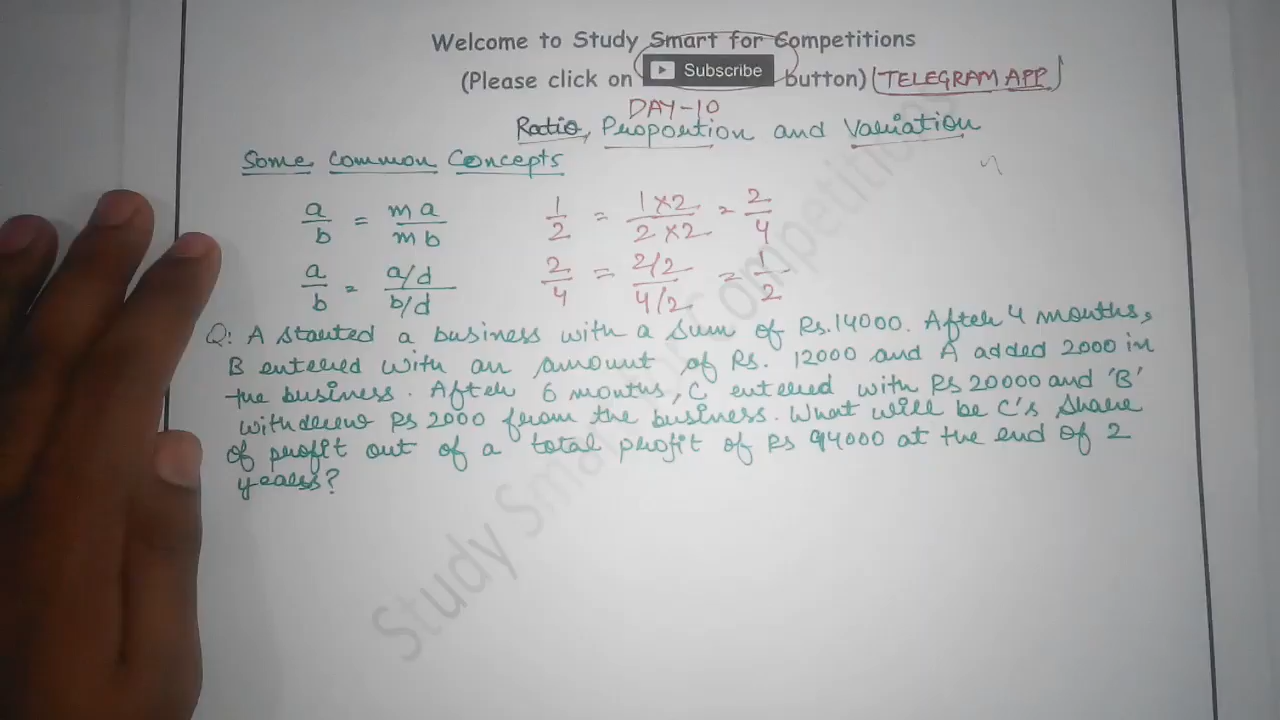 Welcome to Study Smart for Competitions
(Please click on Subscribe button) (TELEGRAM APP)
DAY-10
Ratio, Proportion and Variation
Some Common Concepts
a/b = ma/mb 1/2 = 1×2/2×2 = 2/4
a/b = a/d/b/d 2/4 = 2/2/4/2 = 1/2
Q: A started a business with a sum of Rs.14000. After 4 months,
B entered with an amount of Rs. 12000 and A added 2000 in
the business. After 6 months, C entered with Rs 20000 and 'B'
withdrew Rs 2000 from the business. What will be C's share
of profit out of a total profit of Rs 94000 at the end of 2
years?
Study Smart for Competitions